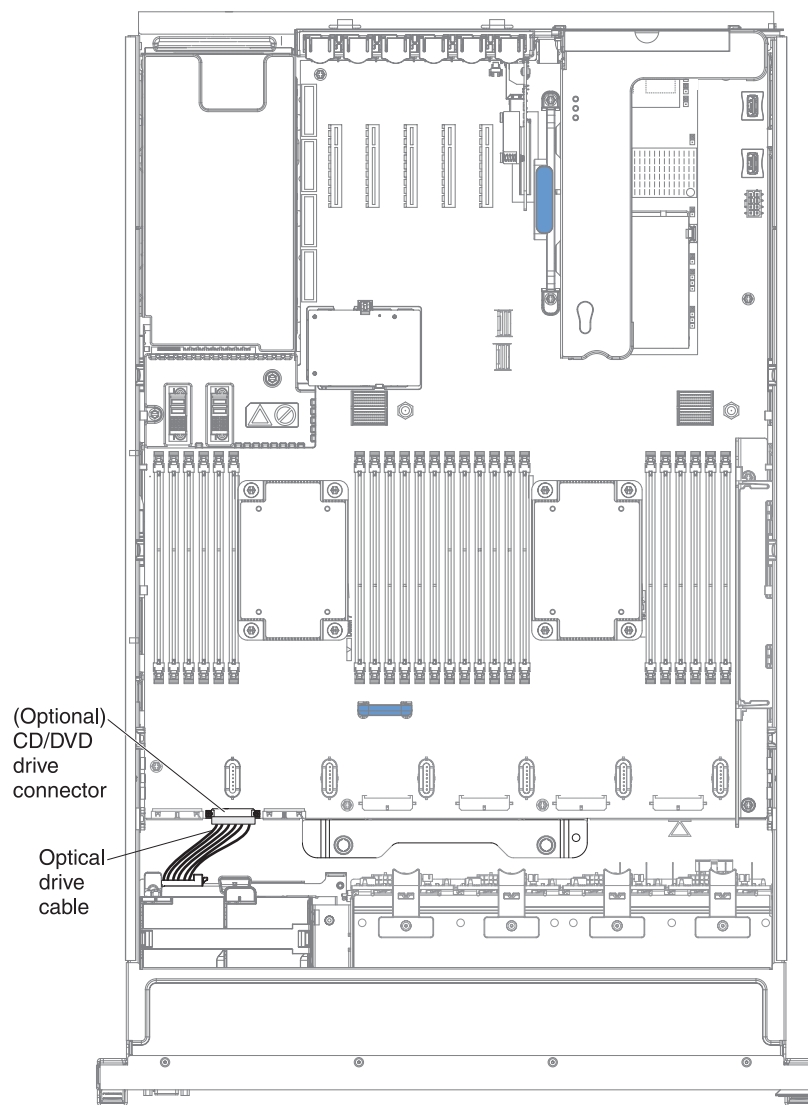 (Optional)
CD/DVD
drive
connector
Optical
drive
cable